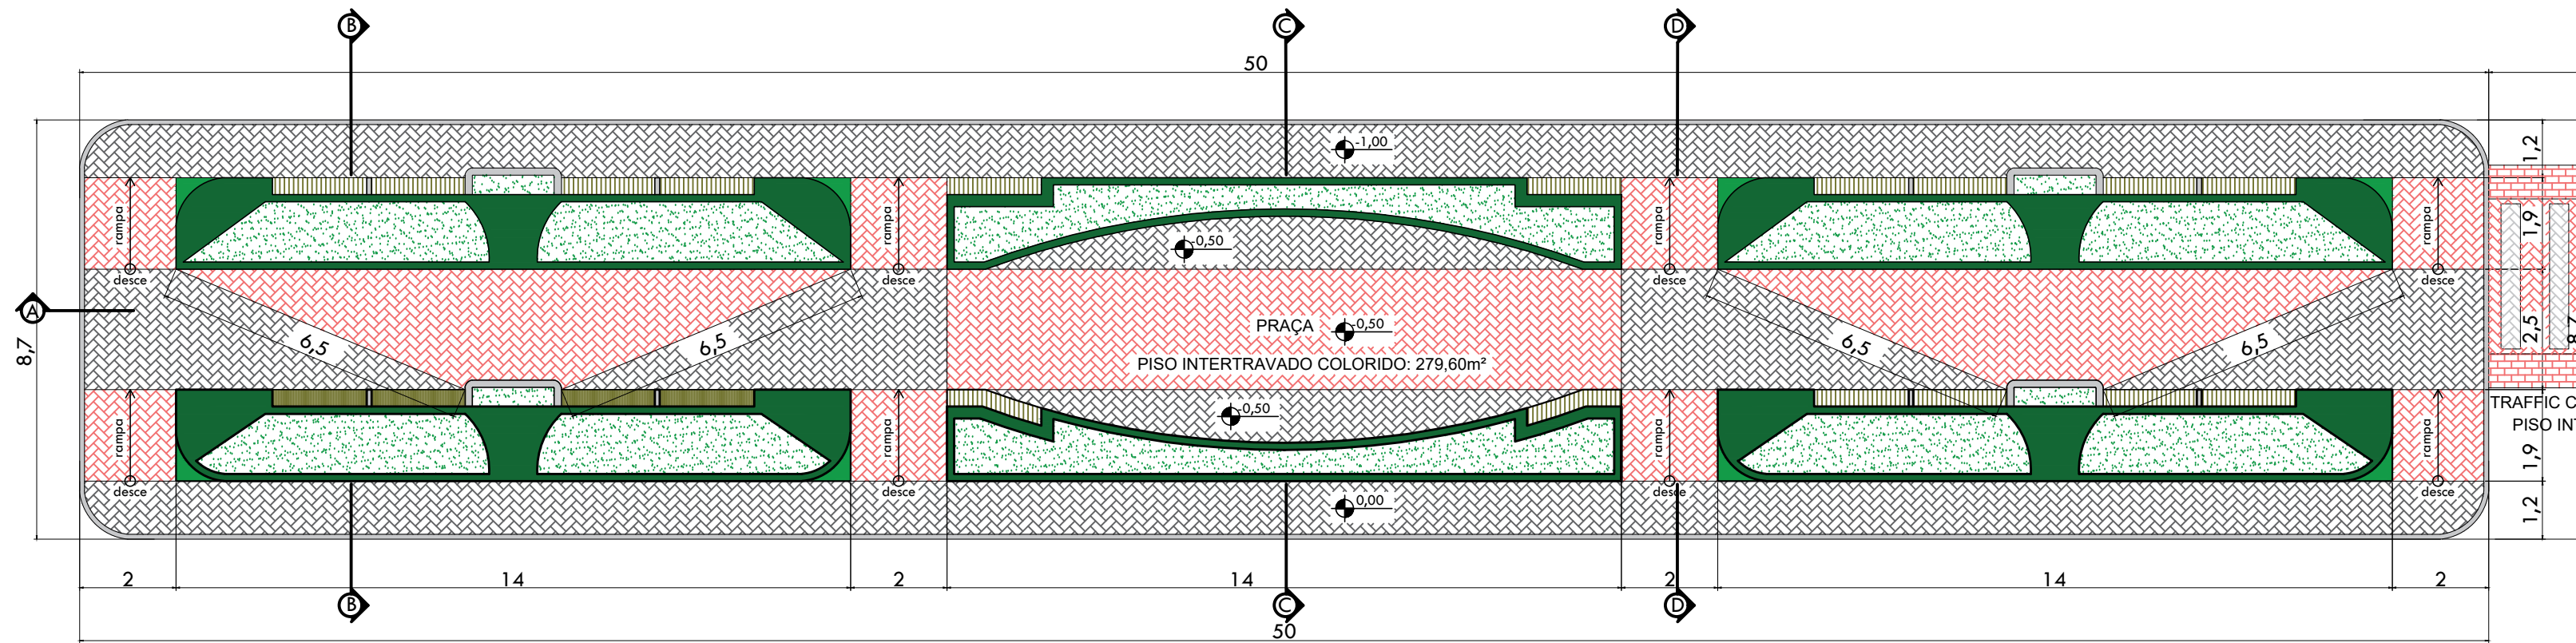 B
C
D
50
-1,00
1,2
rampa
rampa
rampa
rampa
1,9
-0,50
desce
desce
desce
desce
A
8,7
6,5
6,5
PRAÇA
-0,50
6,5
6,5
2,5
PISO INTERTRAVADO COLORIDO: 279,60m²
rampa
rampa
-0,50
rampa
rampa
TRAFFIC C
PISO INT
1,9
desce
desce
desce
desce
0,00
1,2
2
14
2
14
2
14
2
B
C
D
50